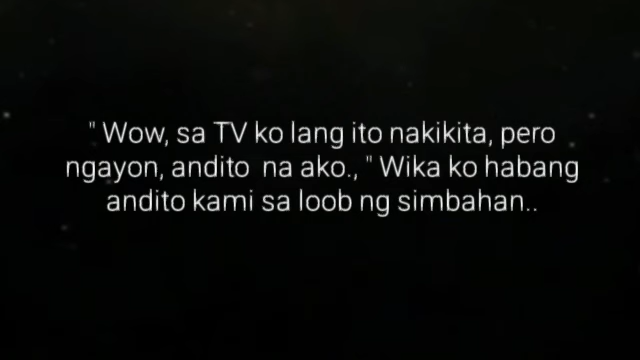 " Wow, sa TV ko lang ito nakikita, pero
ngayon, andito  na ako., " Wika ko habang
andito kami sa loob ng simbahan..